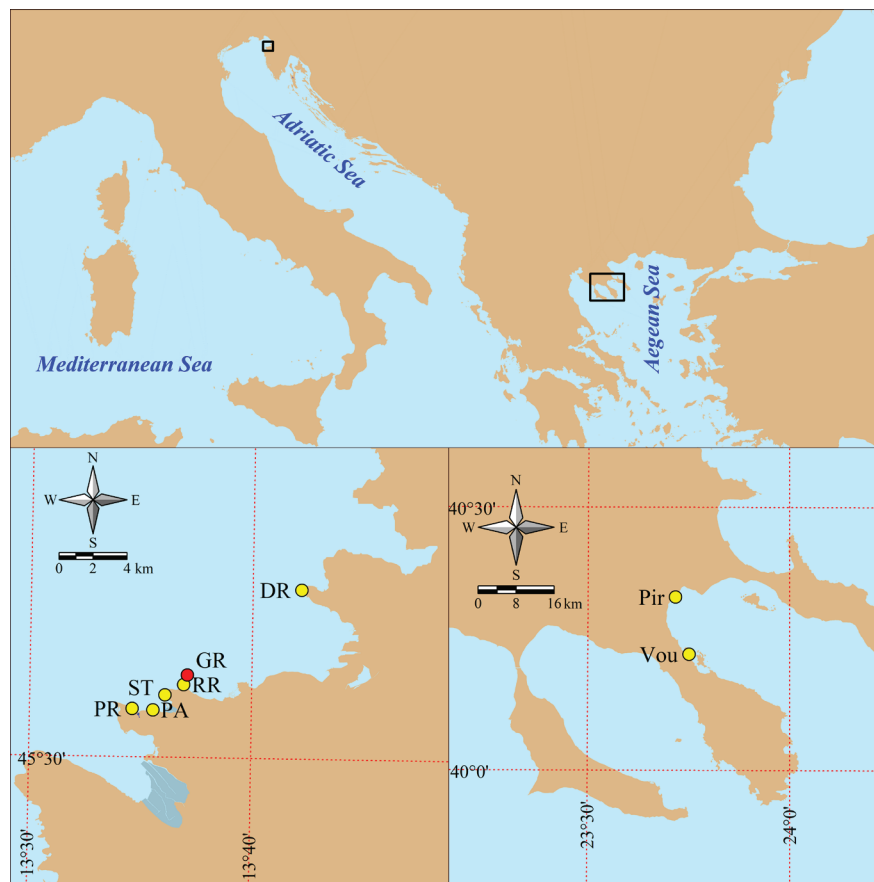 Adriatic Sea
Aegean Sea
Mediterranean Sea
N
W E
S
0 2 4 km
DR
GR
RR
ST
PR
PA
45°30'
13°30'
13°40'
40°30'
N
W E
S
0 8 16 km
Pir
Vou
40°0'
23°30'
24°0'